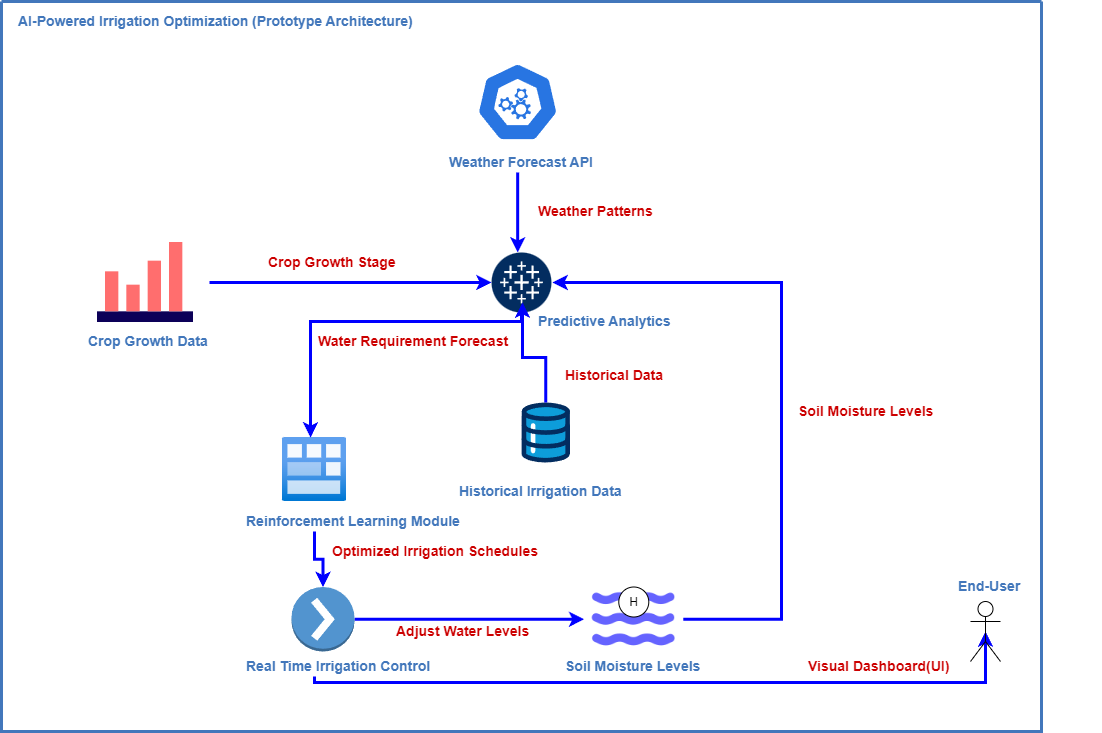 AI-Powered Irrigation Optimization (Prototype Architecture)
Weather Forecast API
Weather Patterns
Crop Growth Stage
Crop Growth Data
Predictive Analytics
Water Requirement Forecast
Historical Data
Soil Moisture Levels
Historical Irrigation Data
Reinforcement Learning Module
Optimized Irrigation Schedules
End-User
H
Adjust Water Levels
Real Time Irrigation Control
Soil Moisture Levels
Visual Dashboard(UI)